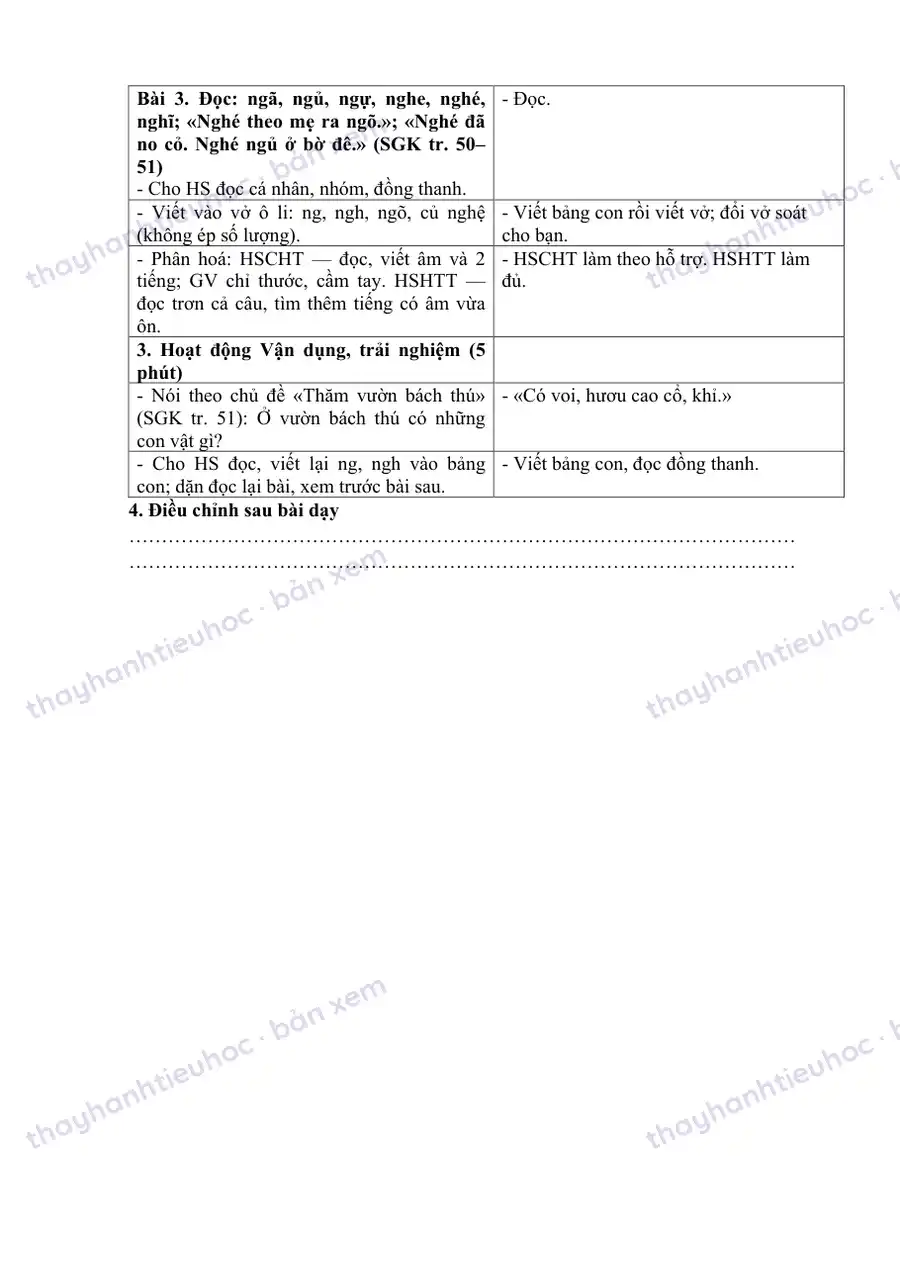 Bài 3. Đọc: ngã, ngủ, ngự, nghe, nghé,
nghĩ; «Nghé theo mẹ ra ngõ.»; «Nghé đã
no cỏ. Nghé ngủ ở bờ đê.» (SGK tr. 50–
51)
- Cho HS đọc cá nhân, nhóm, đồng thanh.
- Đọc.
- Viết vào vở ô li: ng, ngh, ngõ, củ nghệ
(không ép số lượng).
- Viết bảng con rồi viết vở; đổi vở soát
cho bạn.
- Phân hoá: HSCHT — đọc, viết âm và 2
tiếng; GV chỉ thước, cầm tay. HSHTT —
đọc trơn cả câu, tìm thêm tiếng có âm vừa
ôn.
- HSCHT làm theo hỗ trợ. HSHTT làm
đủ.
3. Hoạt động Vận dụng, trải nghiệm (5
phút)
- Nói theo chủ đề «Thăm vườn bách thú»
(SGK tr. 51): Ở vườn bách thú có những
con vật gì?
- «Có voi, hươu cao cổ, khỉ.»
- Cho HS đọc, viết lại ng, ngh vào bảng
con; dặn đọc lại bài, xem trước bài sau.
- Viết bảng con, đọc đồng thanh.
4. Điều chỉnh sau bài dạy
……………………………………………………………………………………………
……………………………………………………………………………………………
thayhanhtieuhoc · bản xem
thayhanhtieuhoc · b
thayhanhtieuhoc · bản xem
thayhanhtieuhoc · b
thayhanhtieuhoc · bản xem
thayhanhtieuhoc · b